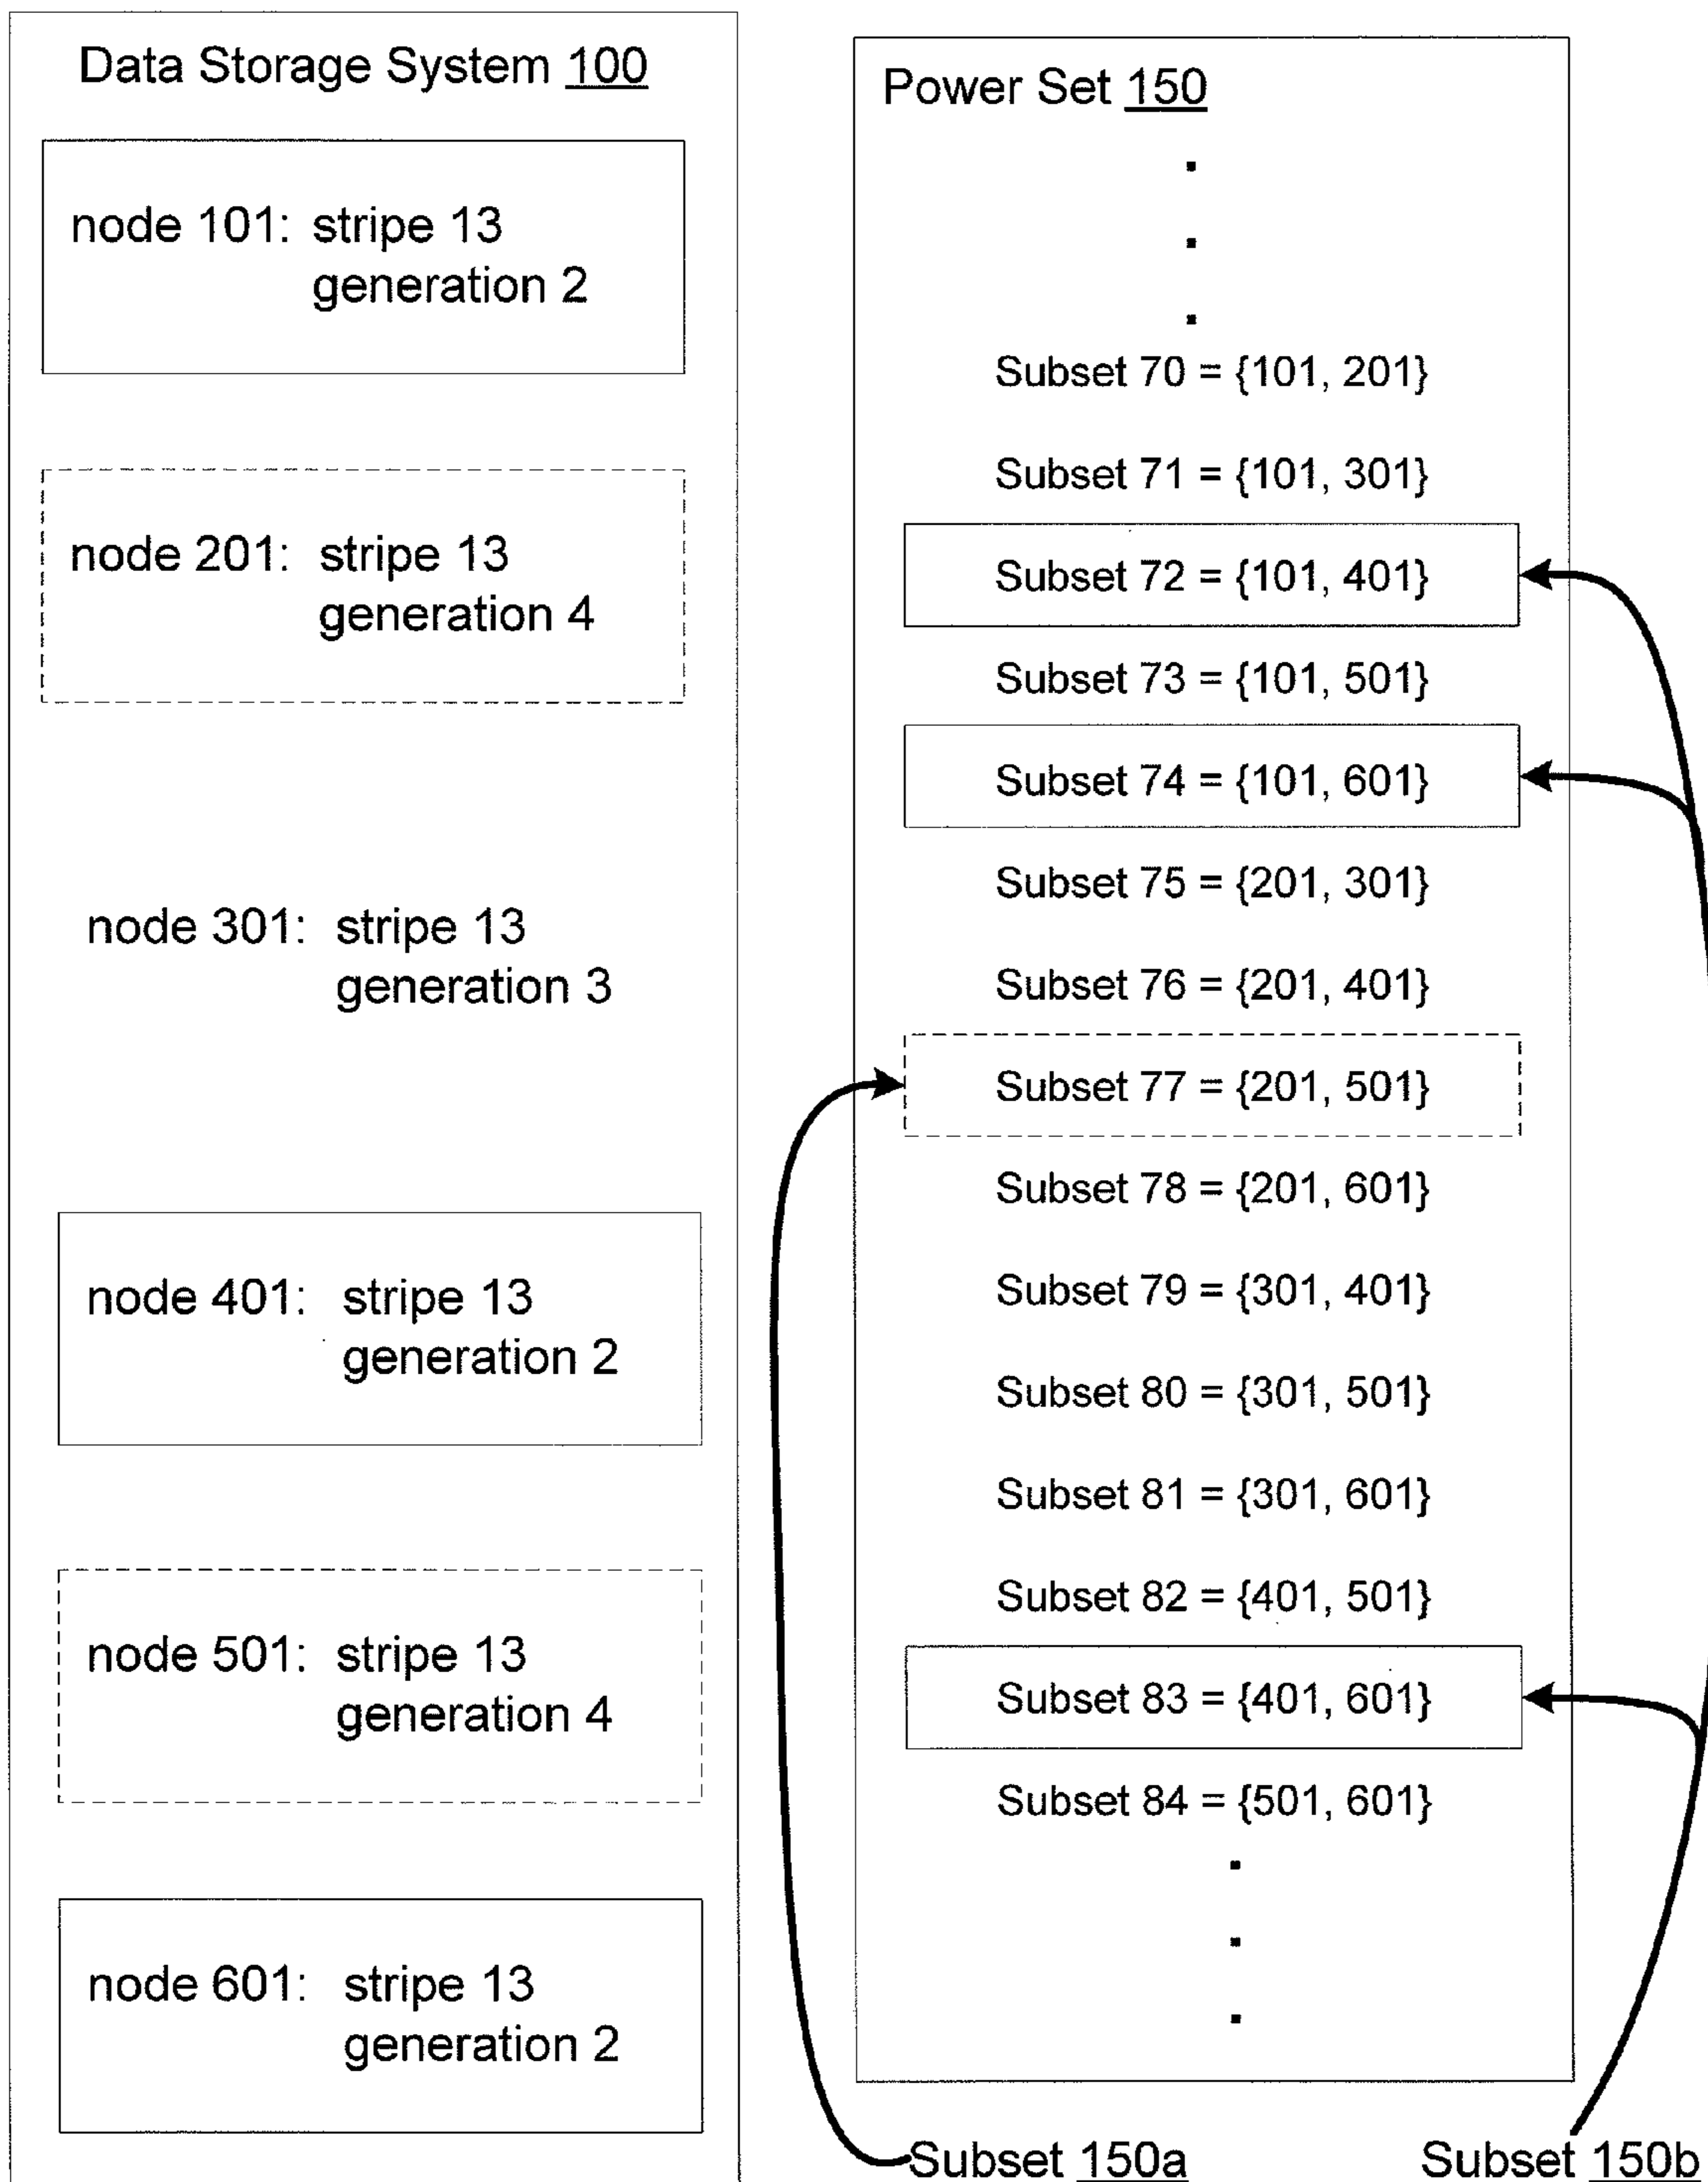 Data Storage System 100
node 101: stripe 13
generation 2
node 201: stripe 13
generation 4
node 301: stripe 13
generation 3
node 401: stripe 13
generation 2
node 501: stripe 13
generation 4
node 601: stripe 13
generation 2
Power Set 150
Subset 70 = {101, 201}
Subset 71 = {101, 301}
Subset 72 = {101, 401}
Subset 73 = {101, 501}
Subset 74 = {101, 601}
Subset 75 = {201, 301}
Subset 76 = {201, 401}
Subset 77 = {201, 501}
Subset 78 = {201, 601}
Subset 79 = {301, 401}
Subset 80 = {301, 501}
Subset 81 = {301, 601}
Subset 82 = {401, 501}
Subset 83 = {401, 601}
Subset 84 = {501, 601}
Subset 150a
Subset 150b